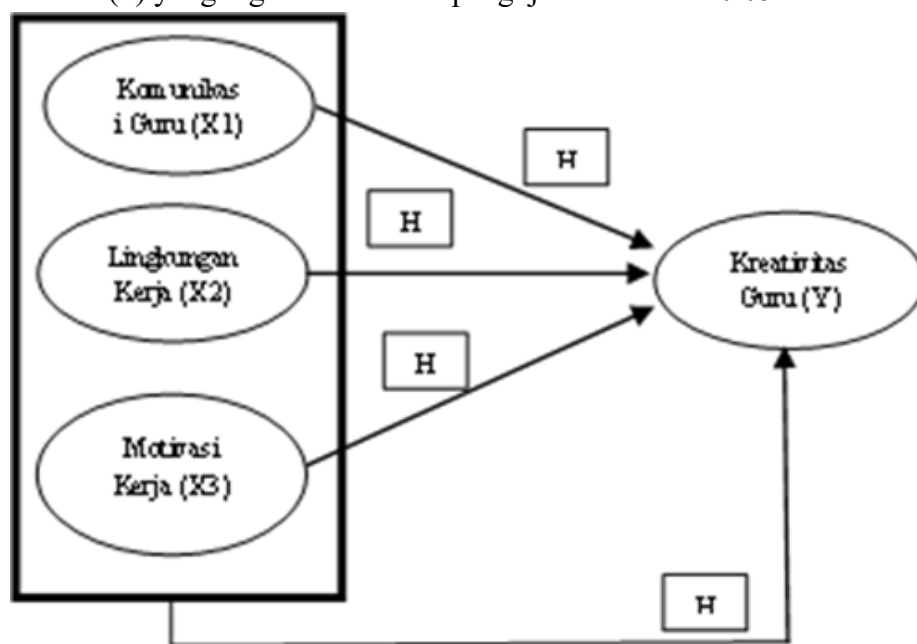 Komunikas
i Guru (X1)
H
H
Lingkungan
Kerja (X2)
Kreativitas
Guru (Y)
H
Motivasi
Kerja (X3)
H